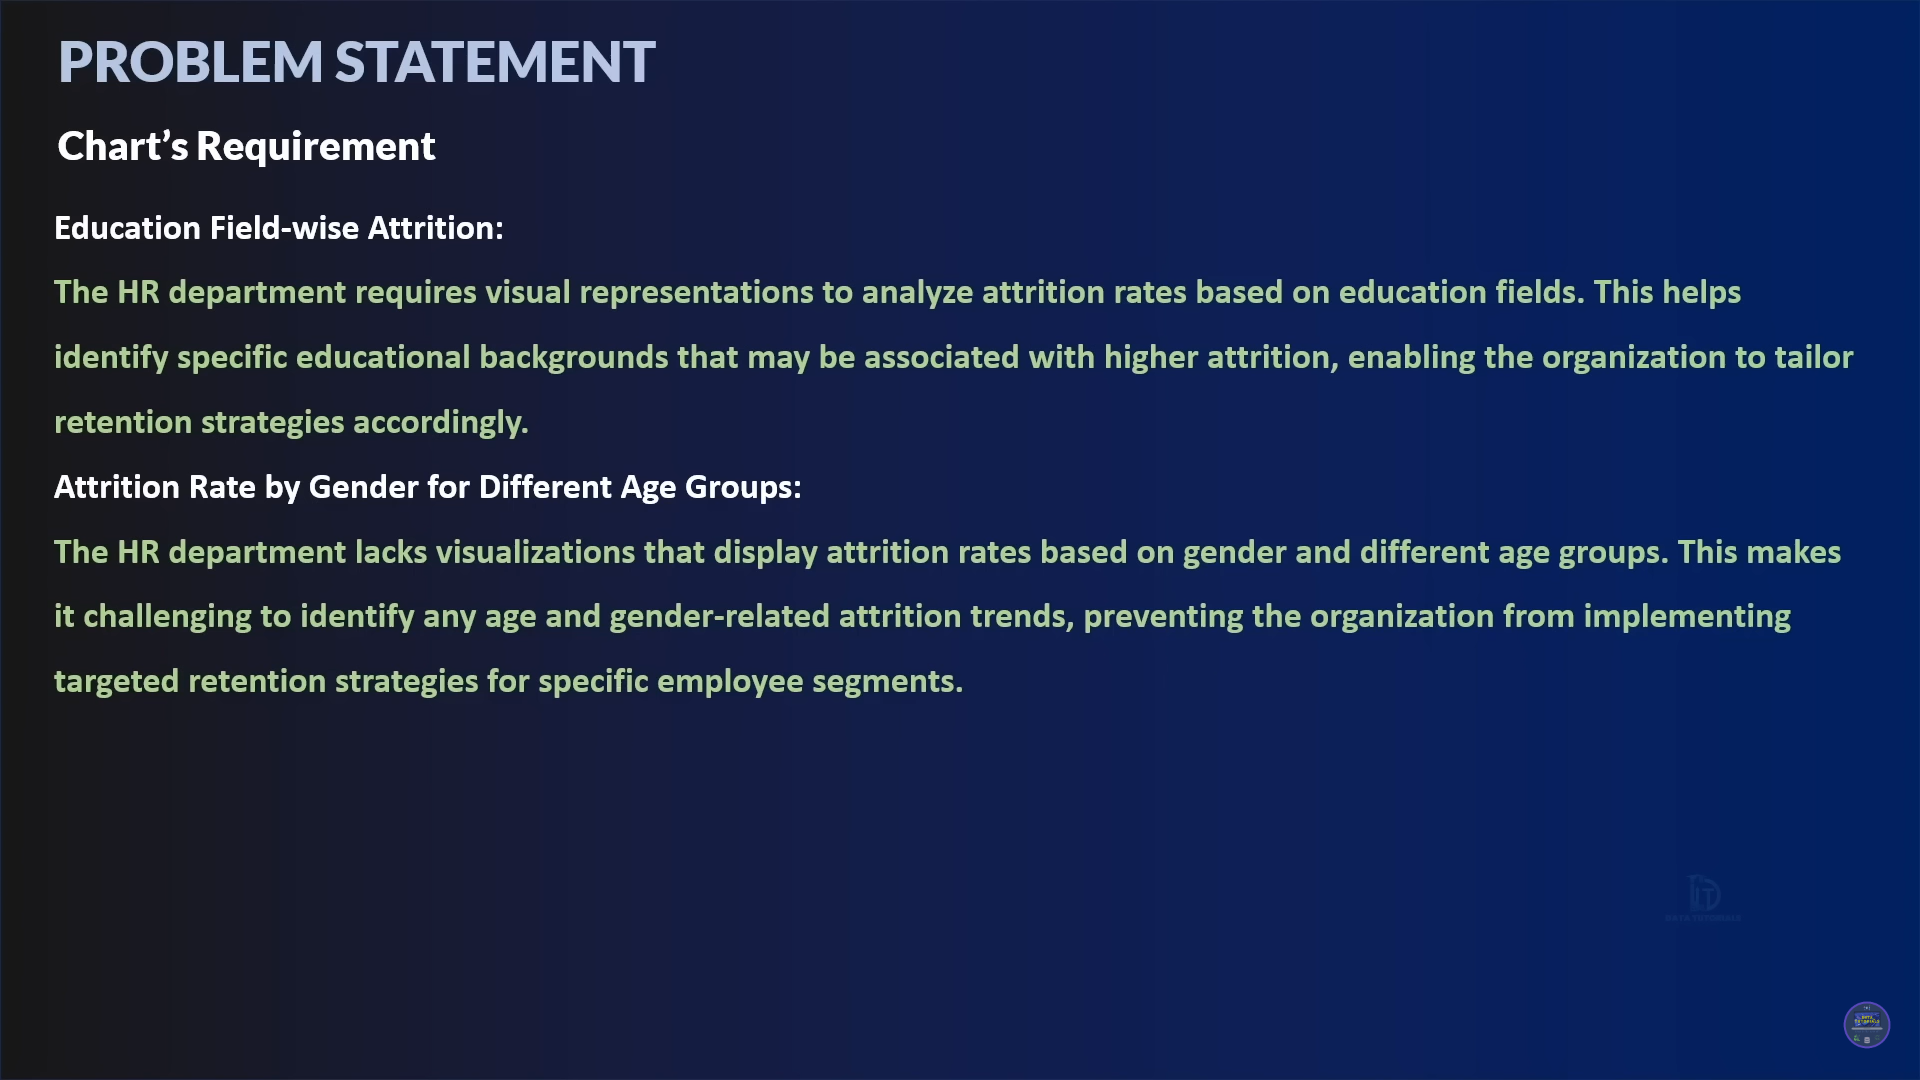 PROBLEM STATEMENT
Chart’s Requirement
Education Field-wise Attrition:
The HR department requires visual representations to analyze attrition rates based on education fields. This helps
identify specific educational backgrounds that may be associated with higher attrition, enabling the organization to tailor
retention strategies accordingly.
Attrition Rate by Gender for Different Age Groups:
The HR department lacks visualizations that display attrition rates based on gender and different age groups. This makes
it challenging to identify any age and gender-related attrition trends, preventing the organization from implementing
targeted retention strategies for specific employee segments.
DATA TUTORIALS
DATA
TUTORIALS